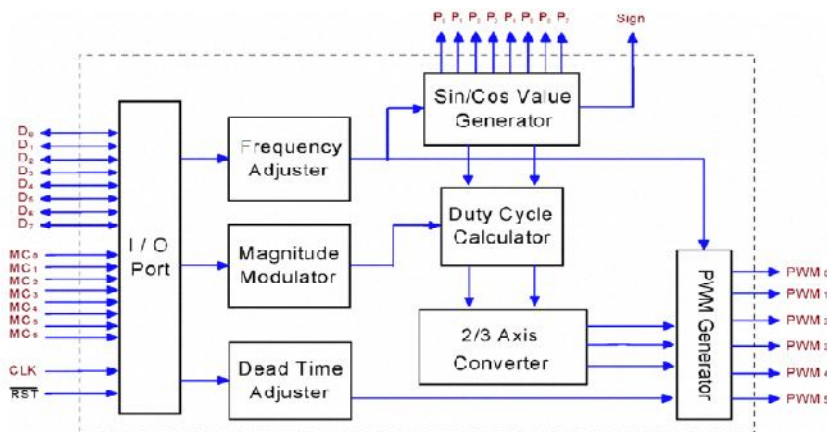 P₀ P₁ P₂ P₃ P₄ P₅ P₆ P₇ Sign
Sin/Cos Value
Generator
D₀
D₁
D₂
D₃
D₄
D₅
D₆
D₇
Frequency
Adjuster
Duty Cycle
Calculator
I / O
Port
MC₀
MC₁
MC₂
MC₃
MC₄
MC₅
MC₆
Magnitude
Modulator
PWM Generator
PWM 0
PWM 1
PWM 2
PWM 3
PWM 4
PWM 5
2/3 Axis
Converter
CLK
RST
Dead Time
Adjuster